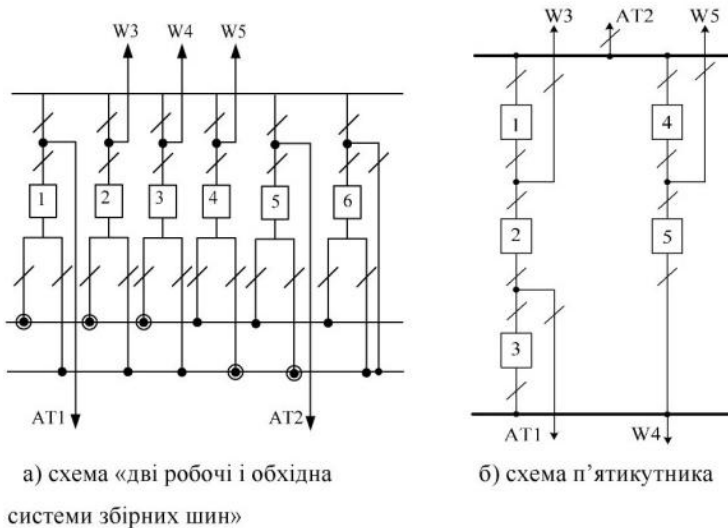 W3 W4 W5
1 2 3 4 5 6
AT1 AT2
а) схема «дві робочі і обхідна
системи збірних шин»
W3 AT2 W5
1 4
2 5
3
AT1 W4
б) схема п’ятикутника